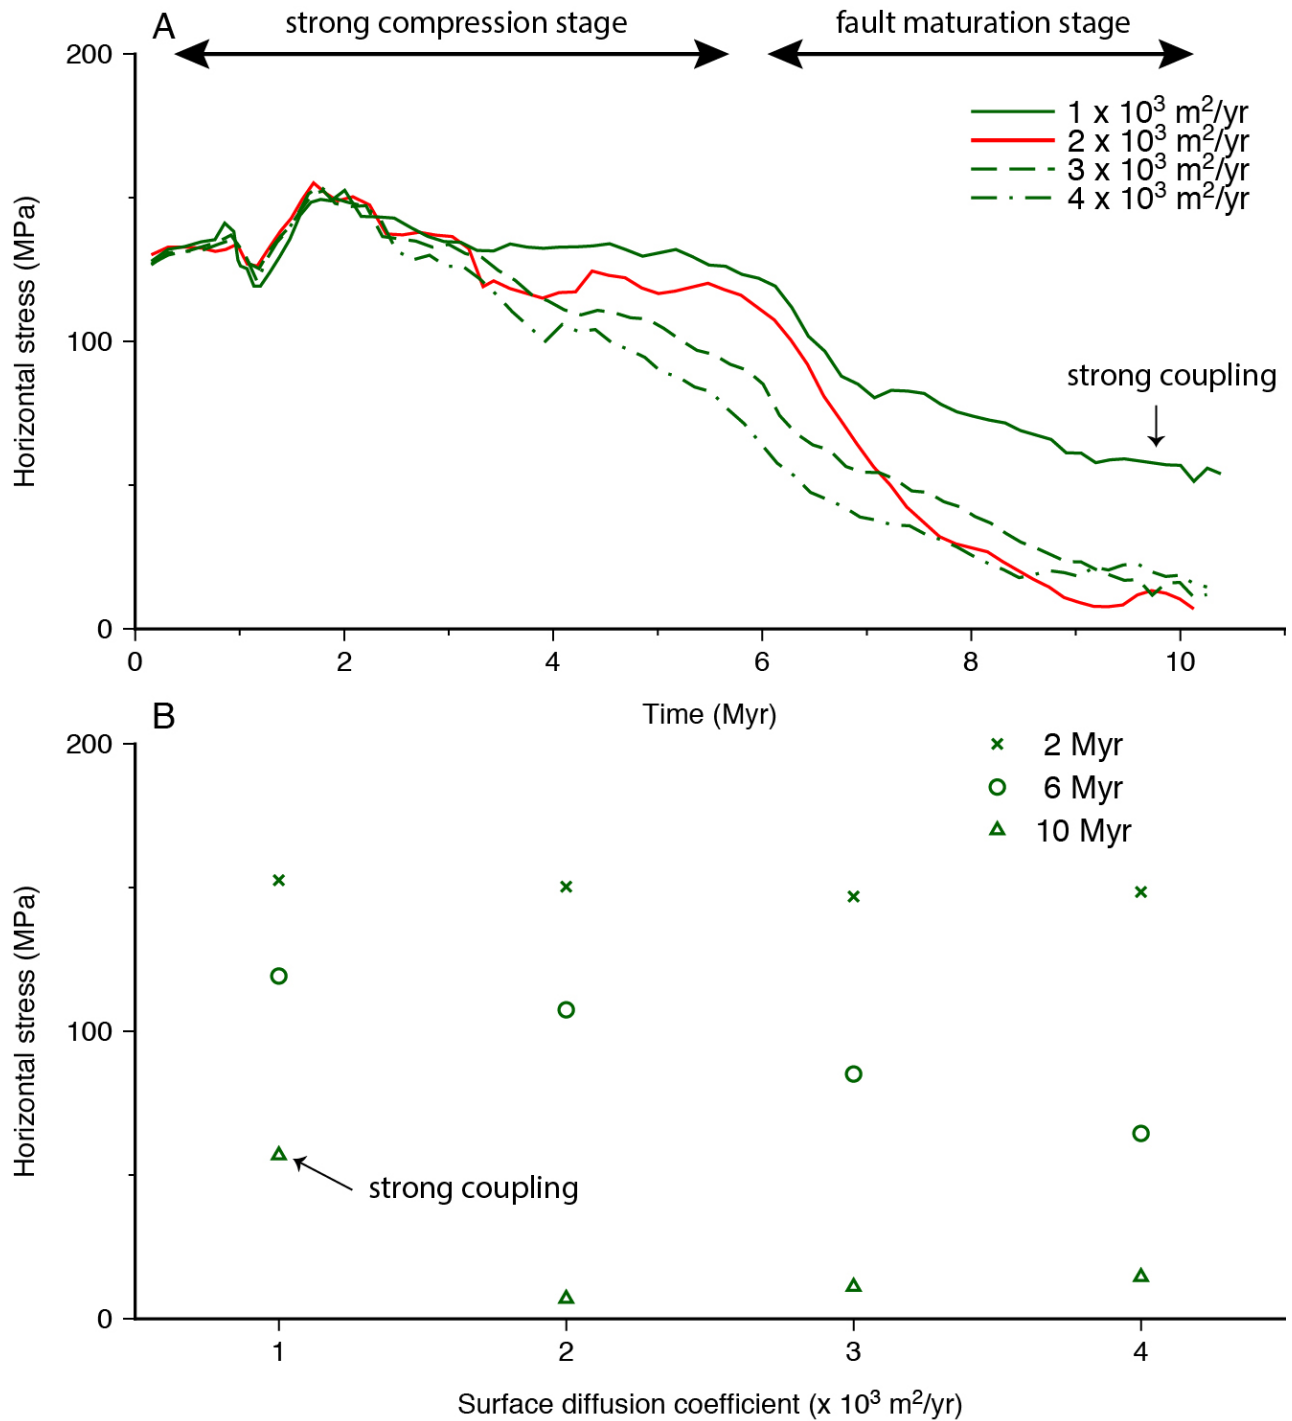 A
strong compression stage
fault maturation stage
200
1 x 10³ m²/yr
2 x 10³ m²/yr
3 x 10³ m²/yr
4 x 10³ m²/yr
Horizontal stress (MPa)
100
strong coupling
0
0 2 4 6 8 10
Time (Myr)
B
200
2 Myr
6 Myr
10 Myr
Horizontal stress (MPa)
100
strong coupling
0
1 2 3 4
Surface diffusion coefficient (x 10³ m²/yr)